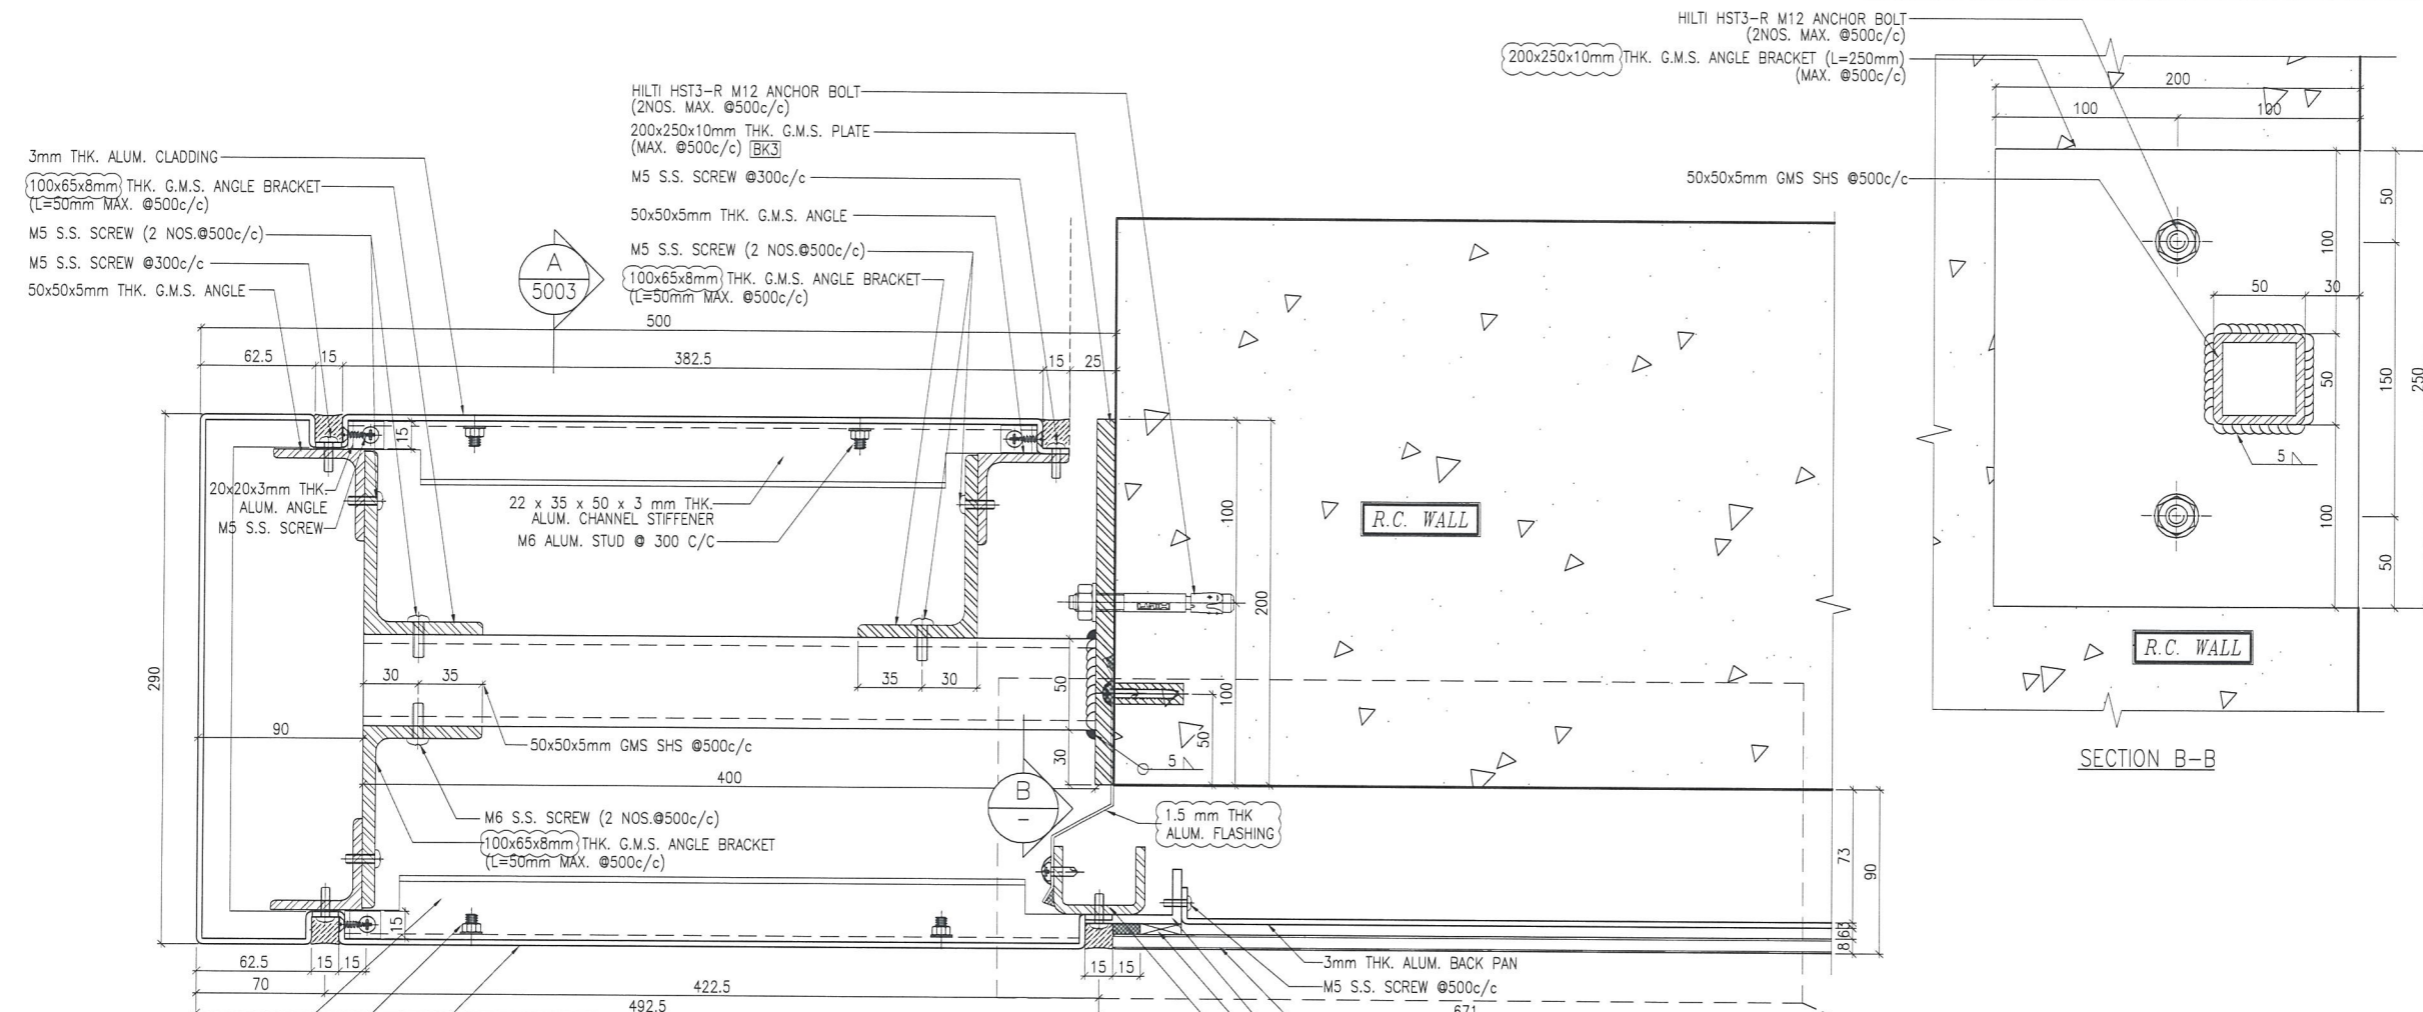 HILTI HST3-R M12 ANCHOR BOLT
(2NOS. MAX. @500c/c)
200x250x10mm THK. G.M.S. ANGLE BRACKET (L=250mm)
(MAX. @500c/c)
200
100
100
50x50x5mm GMS SHS @500c/c
50
100
50
30
50
150
250
5
100
50
R.C. WALL
SECTION B-B
HILTI HST3-R M12 ANCHOR BOLT
(2NOS. MAX. @500c/c)
200x250x10mm THK. G.M.S. PLATE
(MAX. @500c/c) BK3
M5 S.S. SCREW @300c/c
50x50x5mm THK. G.M.S. ANGLE
M5 S.S. SCREW (2 NOS.@500c/c)
100x65x8mm THK. G.M.S. ANGLE BRACKET
(L=50mm MAX. @500c/c)
3mm THK. ALUM. CLADDING
100x65x8mm THK. G.M.S. ANGLE BRACKET
(L=50mm MAX. @500c/c)
M5 S.S. SCREW (2 NOS.@500c/c)
M5 S.S. SCREW @300c/c
50x50x5mm THK. G.M.S. ANGLE
A
5003
500
62.5
15
382.5
15
25
15
20x20x3mm THK.
ALUM. ANGLE
M5 S.S. SCREW
22 x 35 x 50 x 3 mm THK.
ALUM. CHANNEL STIFFENER
M6 ALUM. STUD @ 300 C/C
R.C. WALL
100
200
290
30
35
35
30
50
100
50
90
50x50x5mm GMS SHS @500c/c
30
5
400
B
-
M6 S.S. SCREW (2 NOS.@500c/c)
100x65x8mm THK. G.M.S. ANGLE BRACKET
(L=50mm MAX. @500c/c)
1.5 mm THK
ALUM. FLASHING
73
90
15
63
8
62.5
15
15
15
15
3mm THK. ALUM. BACK PAN
70
422.5
M5 S.S. SCREW @500c/c
492.5
671